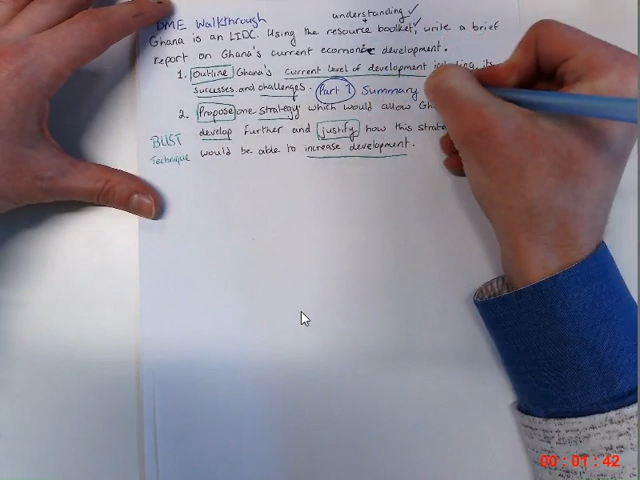 understanding ✓
DME Walkthrough +
Ghana is an LIDC. Using the resource booklet, ✓ write a brief
report on Ghana's current economic development.
1. Outline Ghana's current level of development including, its
successes and challenges. Part 1 Summary
2. Propose one strategy which would allow
develop further and justify how this
would be able to increase development.
BUST
Technique
00:01:42